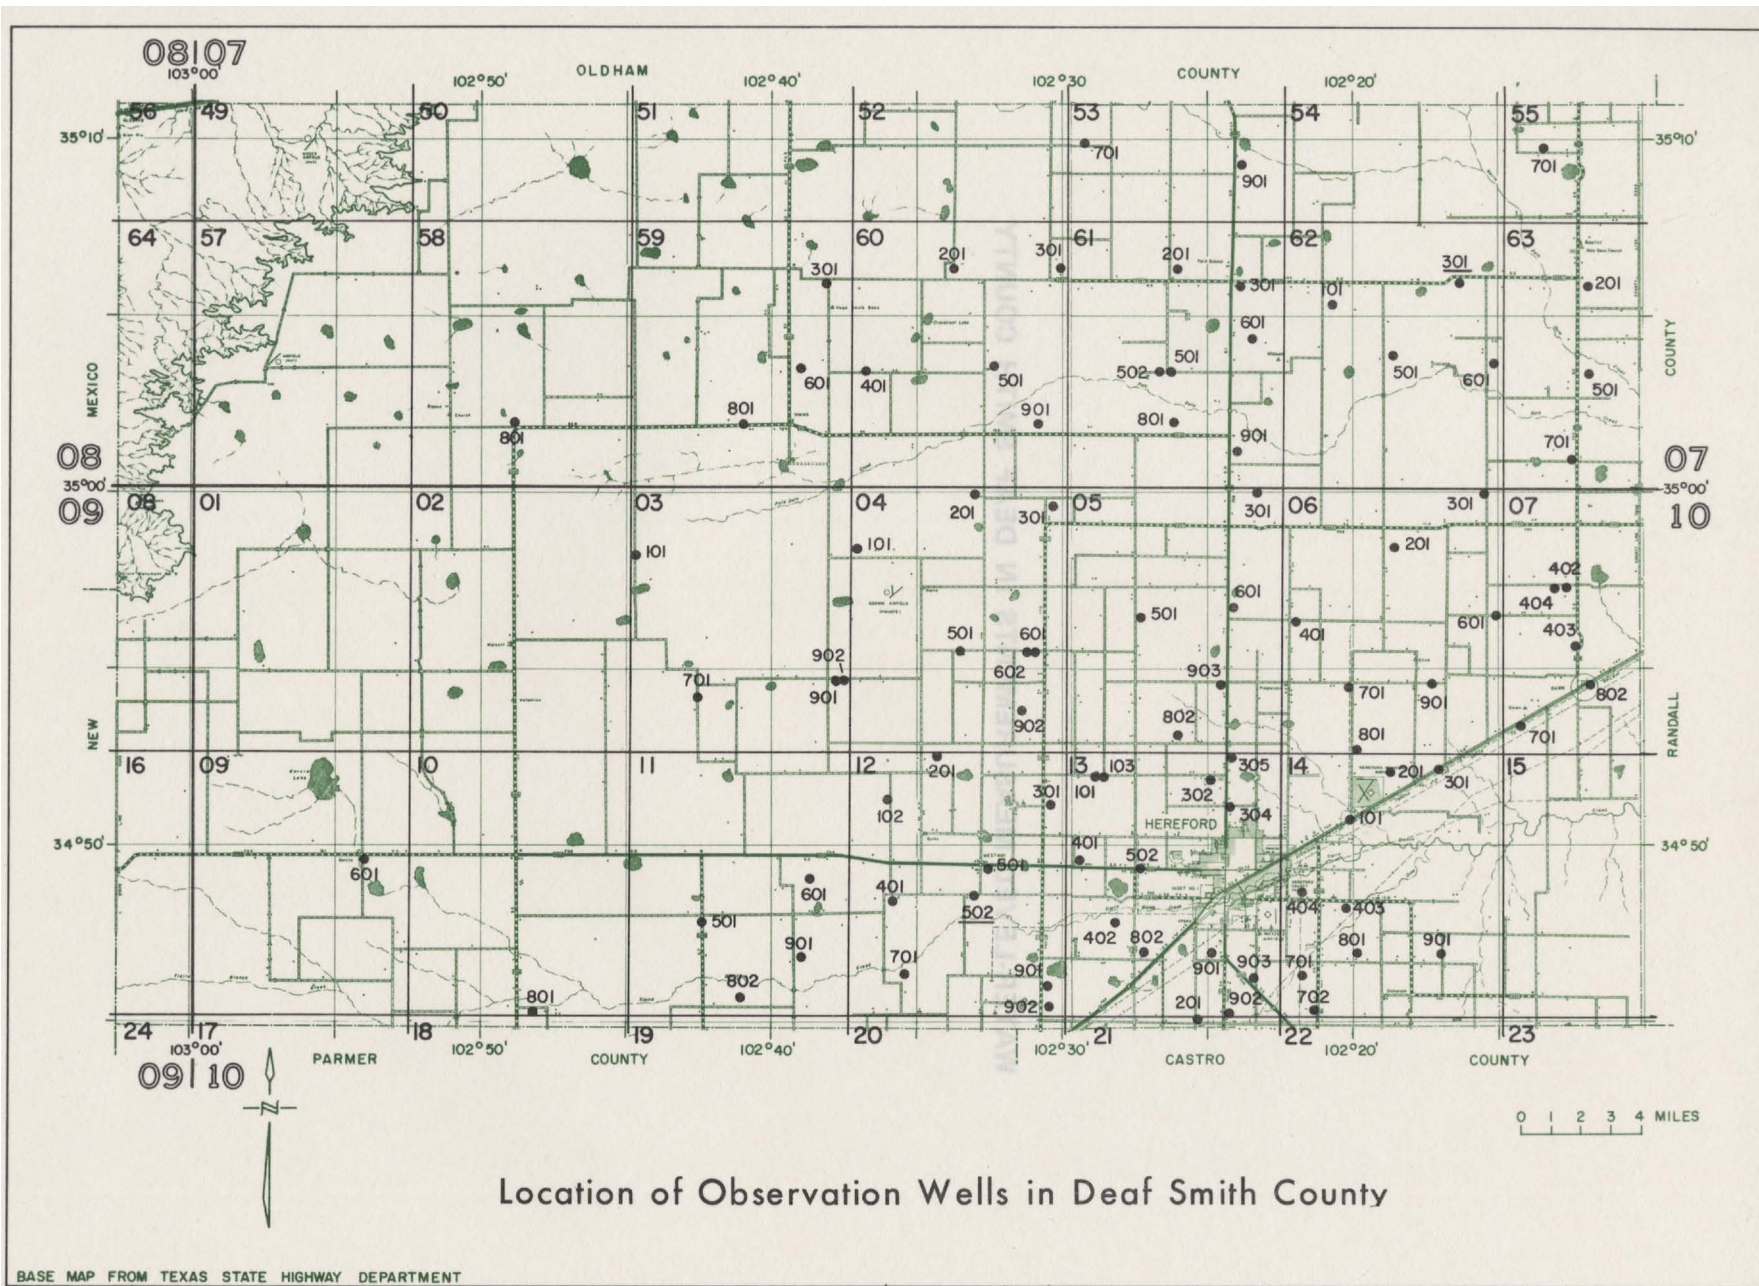 08|07
103°00'
102°50'
OLDHAM
102°40'
102°30'
COUNTY
102°20'
56 49 50 51 52 53 54 55
35°10'
35°10'
701
701
901
64 57 58 59 60 61 62 63
201 301 201 301
301
301 101 201
601
501
502
601 401 501 501 601 501
MEXICO
COUNTY
801 901 801 901
801
701
08
07
35°00'
35°00'
09
10
08 01 02 03 04 05 06 07
201 301 301 301
101 101 201
402
404
601
501 401 601 403
501 601
602
902
901
701
903
701 901 802
902
802
801 701
NEW
RANDALL
16 09 10 11 12 13 14 15
201 103 305 201 301
301 101 302
102 304
HEREFORD 101
34°50'
34°50'
401 502
601 601 401 501
502 404 403
501
402 802 801 901
901 701 901 901 903 701
802
801 902 201 902 702
24 17 18 19 20 21 22 23
103°00'
PARMER
102°50'
COUNTY
102°40'
102°30'
CASTRO
102°20'
COUNTY
09|10
N
0 1 2 3 4 MILES
Location of Observation Wells in Deaf Smith County
BASE MAP FROM TEXAS STATE HIGHWAY DEPARTMENT